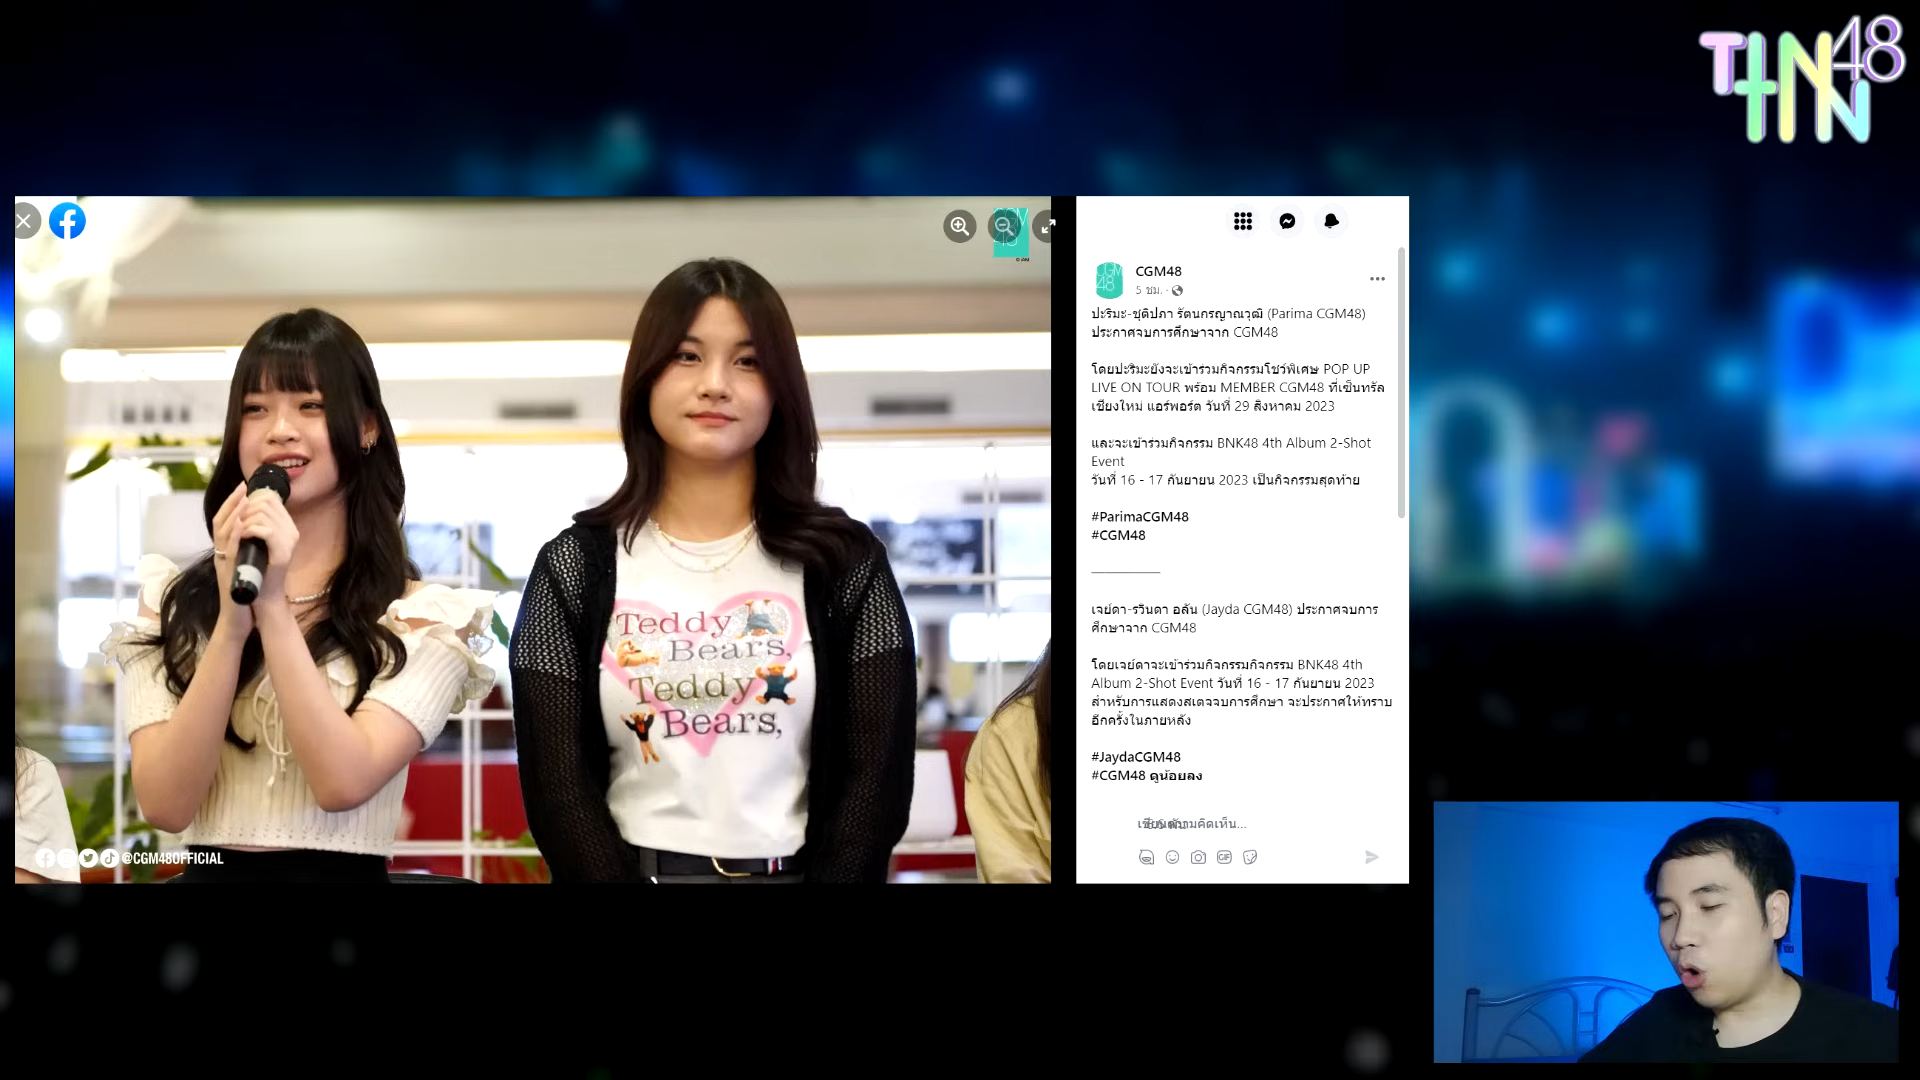 TINN48
CGM
48
CGM48
5 ชม.
ปะริมะ-ชุติปภา รัตนกรญาณวุฒิ (Parima CGM48)
ประกาศจบการศึกษาจาก CGM48
โดยปะริมะยังจะเข้าร่วมกิจกรรมโชว์พิเศษ POP UP
LIVE ON TOUR พร้อม MEMBER CGM48 ที่เซ็นทรัล
เชียงใหม่ แอร์พอร์ต วันที่ 29 สิงหาคม 2023
และจะเข้าร่วมกิจกรรม BNK48 4th Album 2-Shot
Event
วันที่ 16 - 17 กันยายน 2023 เป็นกิจกรรมสุดท้าย
#ParimaCGM48
#CGM48
__________
เจย์ดา-รวินดา อลัน (Jayda CGM48) ประกาศจบการ
ศึกษาจาก CGM48
โดยเจย์ดาจะเข้าร่วมกิจกรรมกิจกรรม BNK48 4th
Album 2-Shot Event วันที่ 16 - 17 กันยายน 2023
สำหรับการแสดงสเตจจบการศึกษา จะประกาศให้ทราบ
อีกครั้งในภายหลัง
#JaydaCGM48
#CGM48 ดูน้อยลง
Teddy
Bears,
Teddy
Bears,
@CGM48OFFICIAL